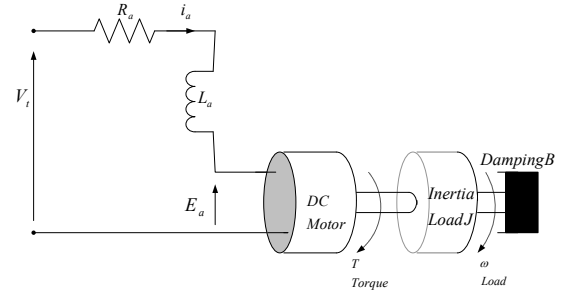 R_a
i_a
V_t
L_a
E_a
DC
Motor
Inertia
LoadJ
DampingB
T
Torque
ω
Load